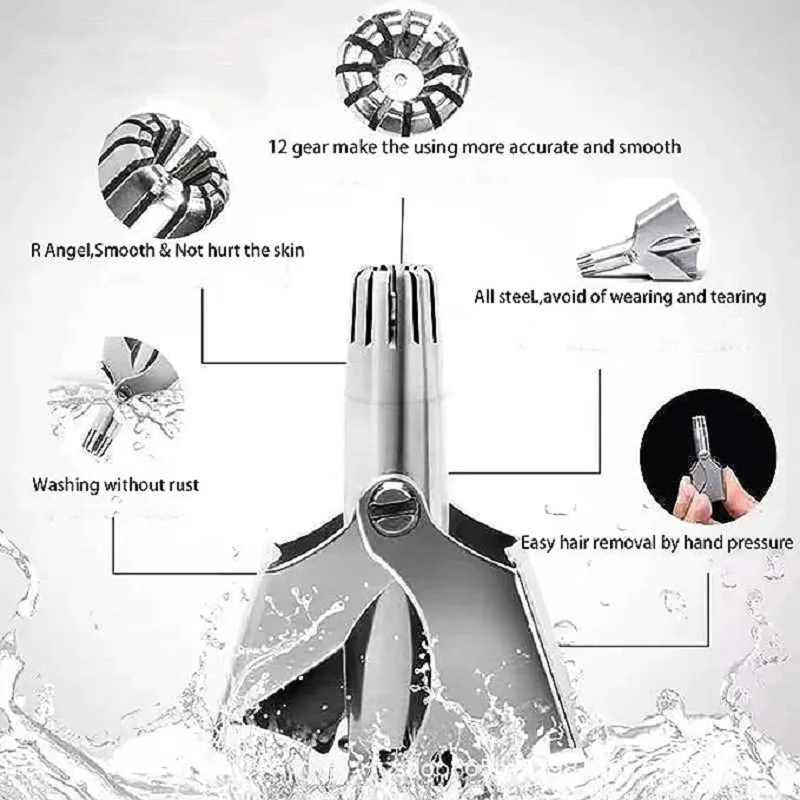 12 gear make the using more accurate and smooth
R Angel,Smooth & Not hurt the skin
All steel,avoid of wearing and tearing
Washing without rust
Easy hair removal by hand pressure